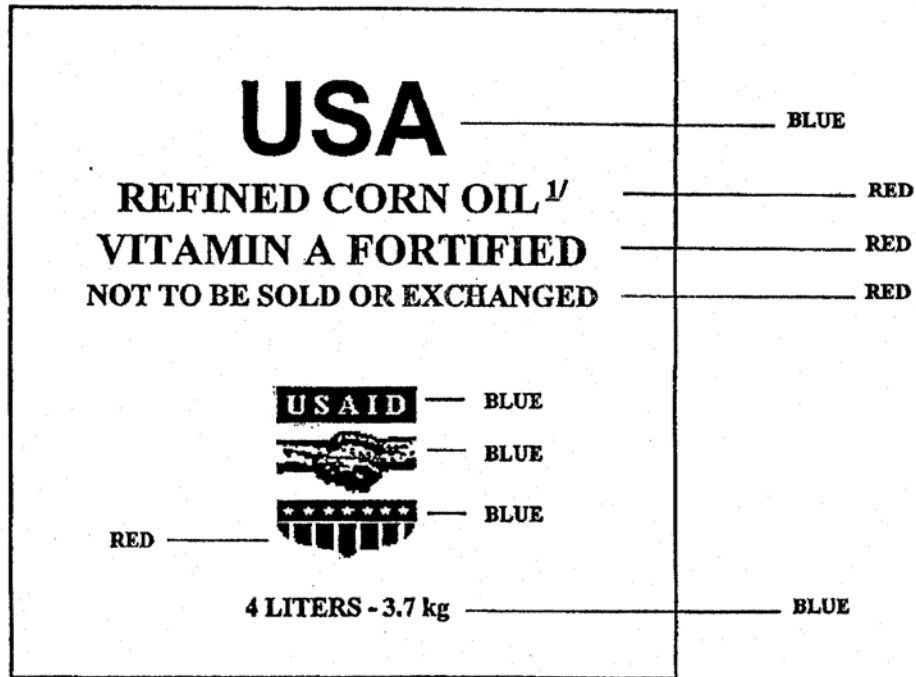 USA BLUE
REFINED CORN OIL 1/ RED
VITAMIN A FORTIFIED RED
NOT TO BE SOLD OR EXCHANGED RED
USAID BLUE
BLUE
BLUE
RED
4 LITERS - 3.7 kg BLUE